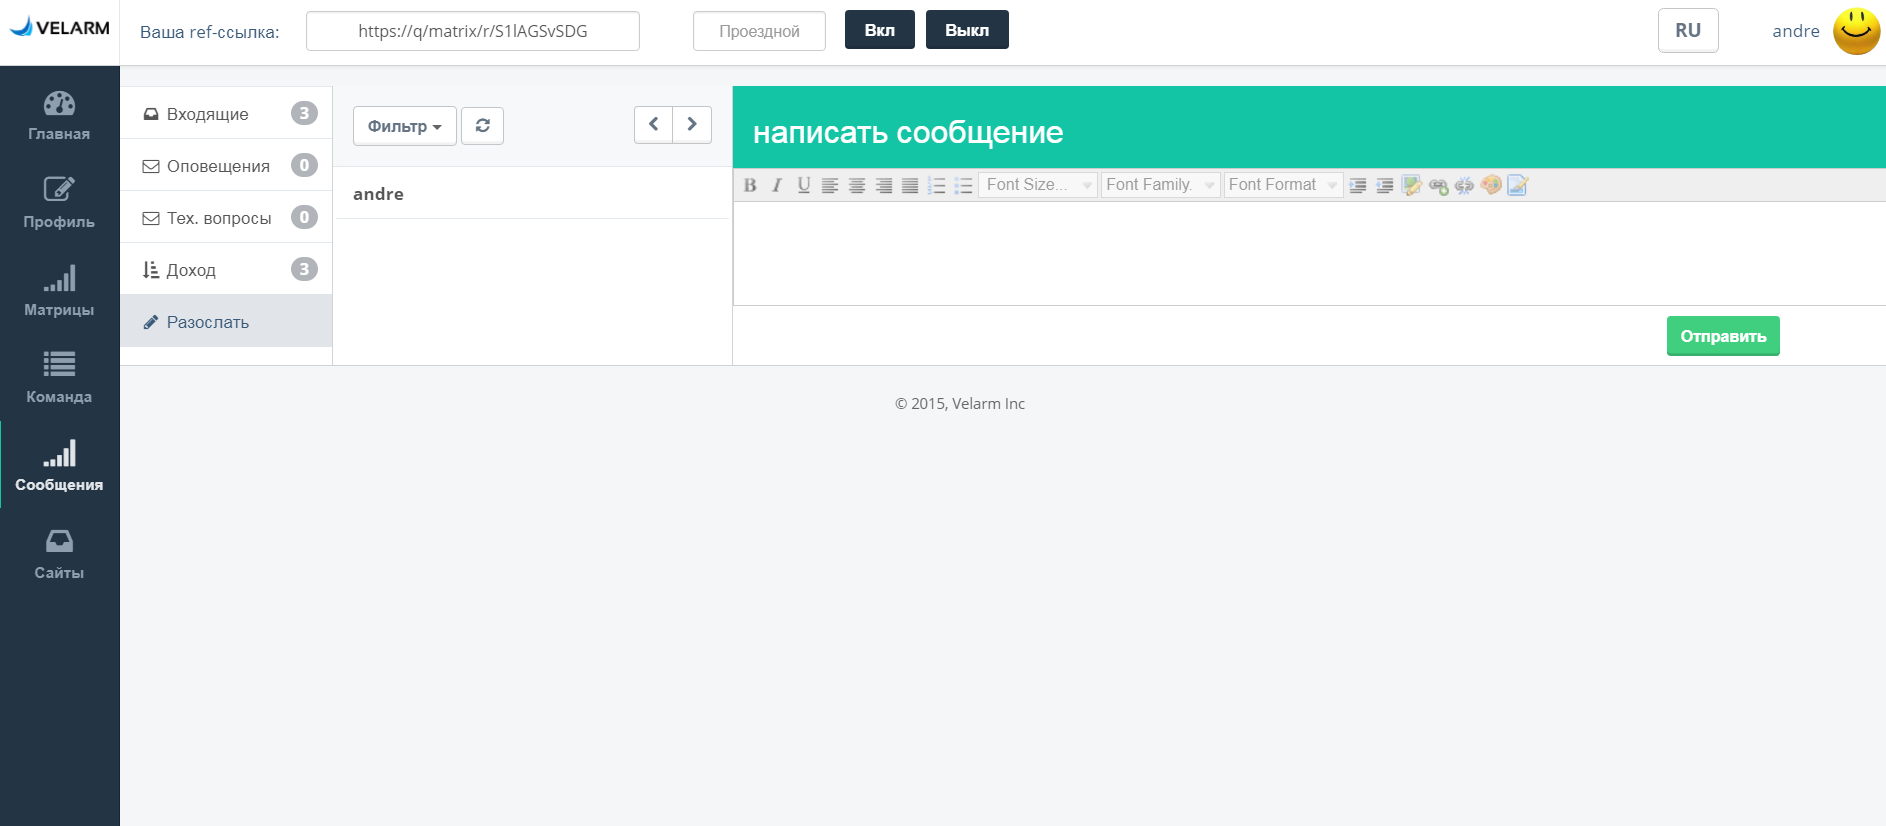 VELARM
Ваша ref-ссылка:
https://q/matrix/r/S1lAGSvSDG
Проездной
Вкл
Выкл
RU
andre
Главная
Профиль
Матрицы
Команда
Сообщения
Сайты
Входящие 3
Оповещения 0
Тех. вопросы 0
Доход 3
Разослать
Фильтр
andre
написать сообщение
B I U Font Size... Font Family. Font Format
Отправить
© 2015, Velarm Inc